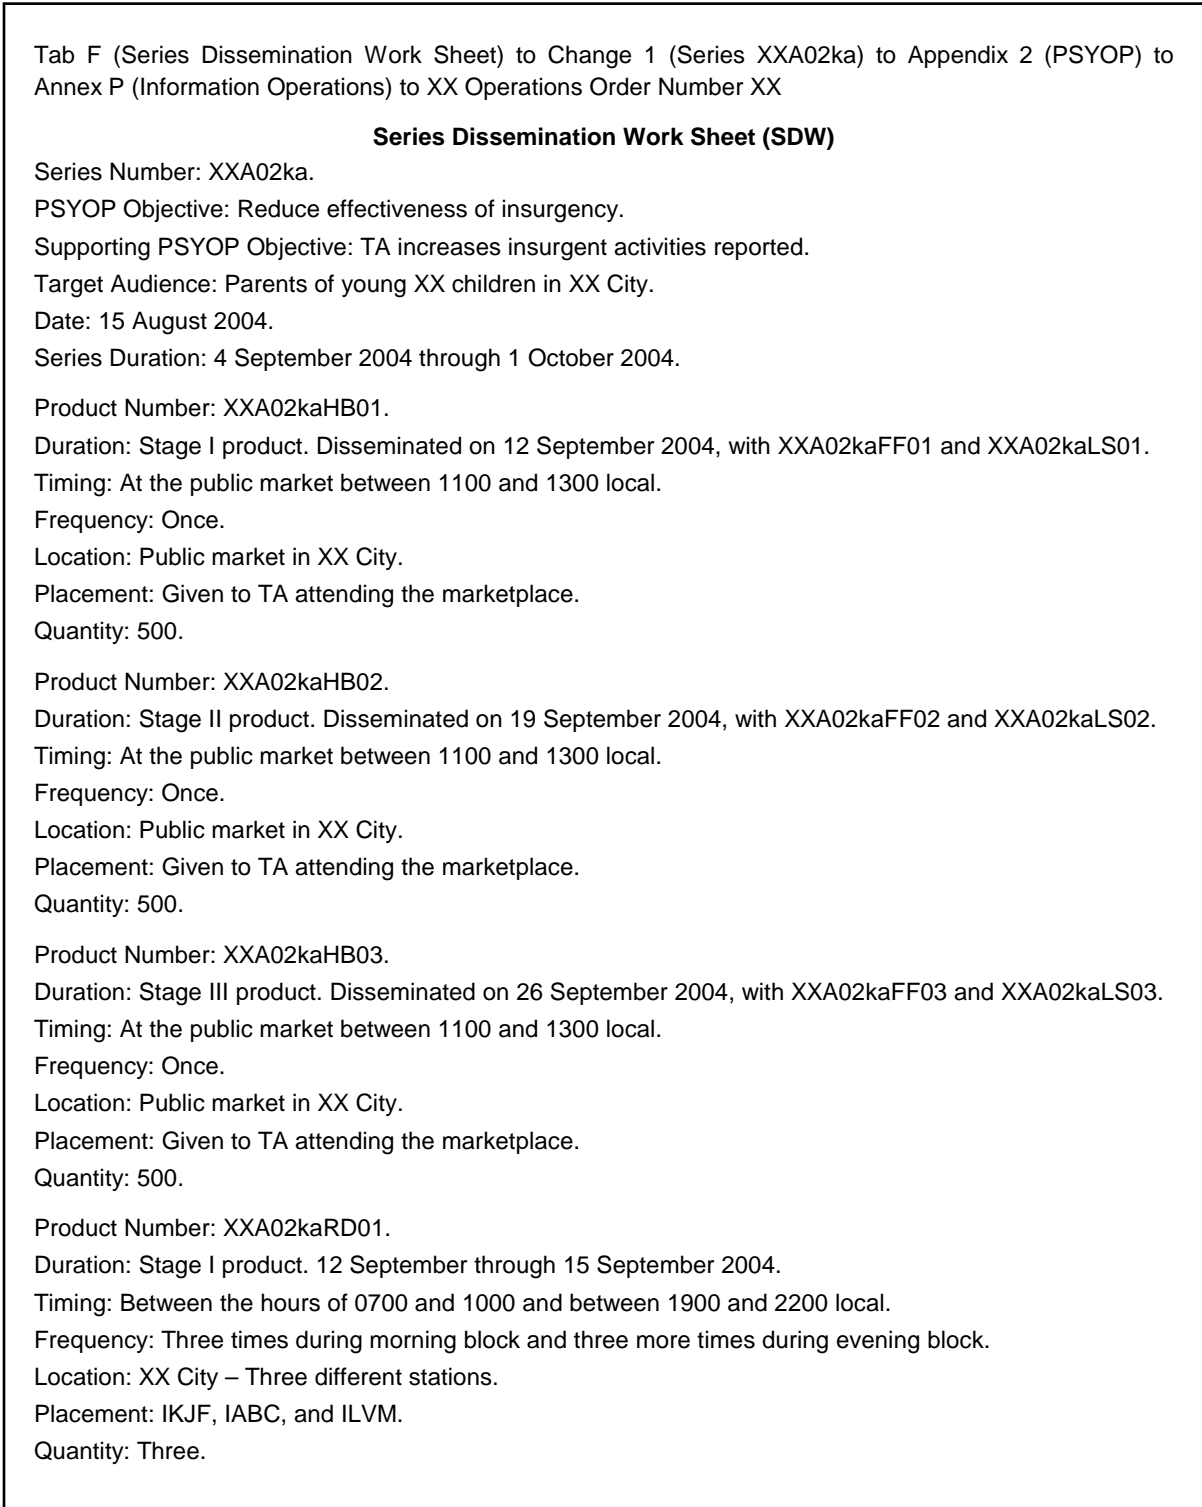 Tab F (Series Dissemination Work Sheet) to Change 1 (Series XXA02ka) to Appendix 2 (PSYOP) to
Annex P (Information Operations) to XX Operations Order Number XX
Series Dissemination Work Sheet (SDW)
Series Number: XXA02ka.
PSYOP Objective: Reduce effectiveness of insurgency.
Supporting PSYOP Objective: TA increases insurgent activities reported.
Target Audience: Parents of young XX children in XX City.
Date: 15 August 2004.
Series Duration: 4 September 2004 through 1 October 2004.
Product Number: XXA02kaHB01.
Duration: Stage I product. Disseminated on 12 September 2004, with XXA02kaFF01 and XXA02kaLS01.
Timing: At the public market between 1100 and 1300 local.
Frequency: Once.
Location: Public market in XX City.
Placement: Given to TA attending the marketplace.
Quantity: 500.
Product Number: XXA02kaHB02.
Duration: Stage II product. Disseminated on 19 September 2004, with XXA02kaFF02 and XXA02kaLS02.
Timing: At the public market between 1100 and 1300 local.
Frequency: Once.
Location: Public market in XX City.
Placement: Given to TA attending the marketplace.
Quantity: 500.
Product Number: XXA02kaHB03.
Duration: Stage III product. Disseminated on 26 September 2004, with XXA02kaFF03 and XXA02kaLS03.
Timing: At the public market between 1100 and 1300 local.
Frequency: Once.
Location: Public market in XX City.
Placement: Given to TA attending the marketplace.
Quantity: 500.
Product Number: XXA02kaRD01.
Duration: Stage I product. 12 September through 15 September 2004.
Timing: Between the hours of 0700 and 1000 and between 1900 and 2200 local.
Frequency: Three times during morning block and three more times during evening block.
Location: XX City – Three different stations.
Placement: IKJF, IABC, and ILVM.
Quantity: Three.